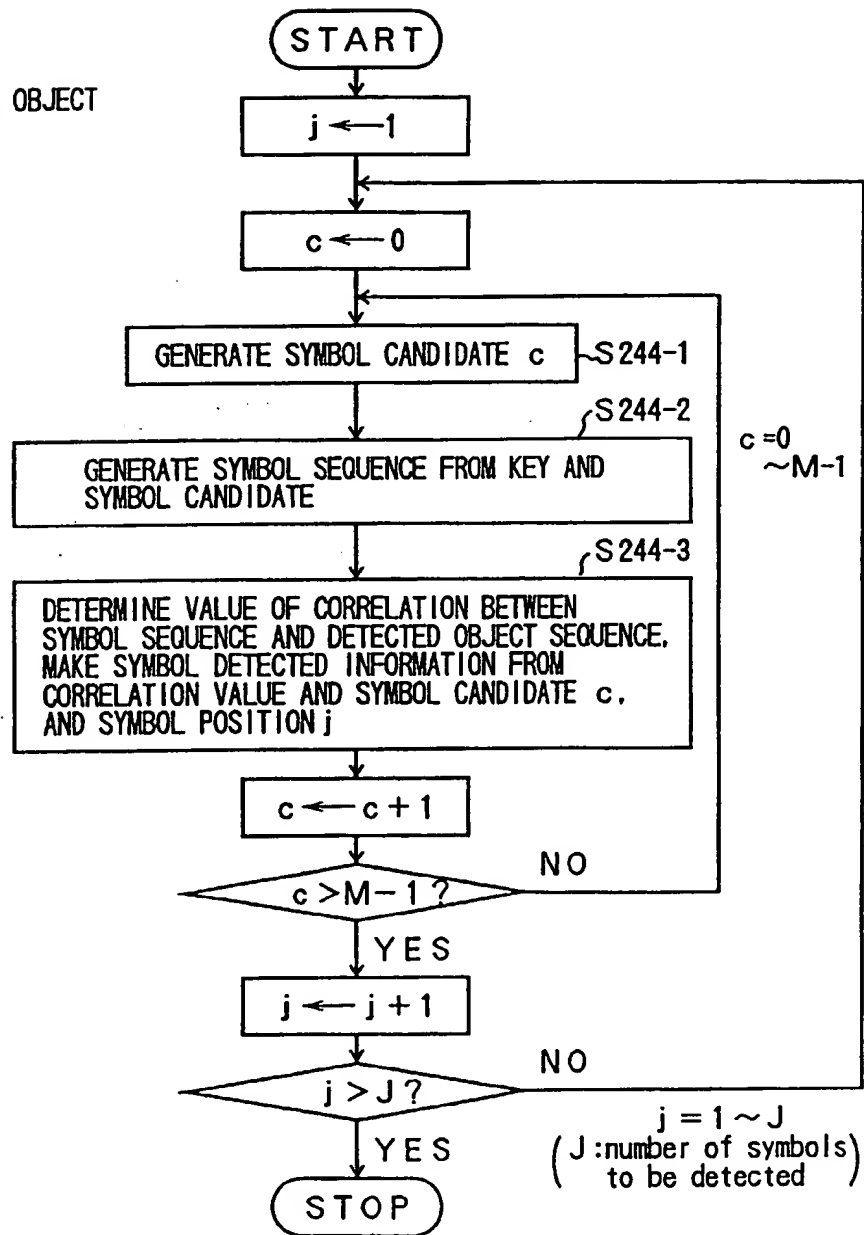 START
OBJECT
j ← 1
c ← 0
GENERATE SYMBOL CANDIDATE c
S244-1
S244-2
GENERATE SYMBOL SEQUENCE FROM KEY AND
SYMBOL CANDIDATE
c=0
~M-1
S244-3
DETERMINE VALUE OF CORRELATION BETWEEN
SYMBOL SEQUENCE AND DETECTED OBJECT SEQUENCE,
MAKE SYMBOL DETECTED INFORMATION FROM
CORRELATION VALUE AND SYMBOL CANDIDATE c,
AND SYMBOL POSITION j
c ← c + 1
c > M - 1 ?
NO
YES
j ← j + 1
j > J ?
NO
YES
j = 1 ~ J
(J :number of symbols
to be detected)
STOP